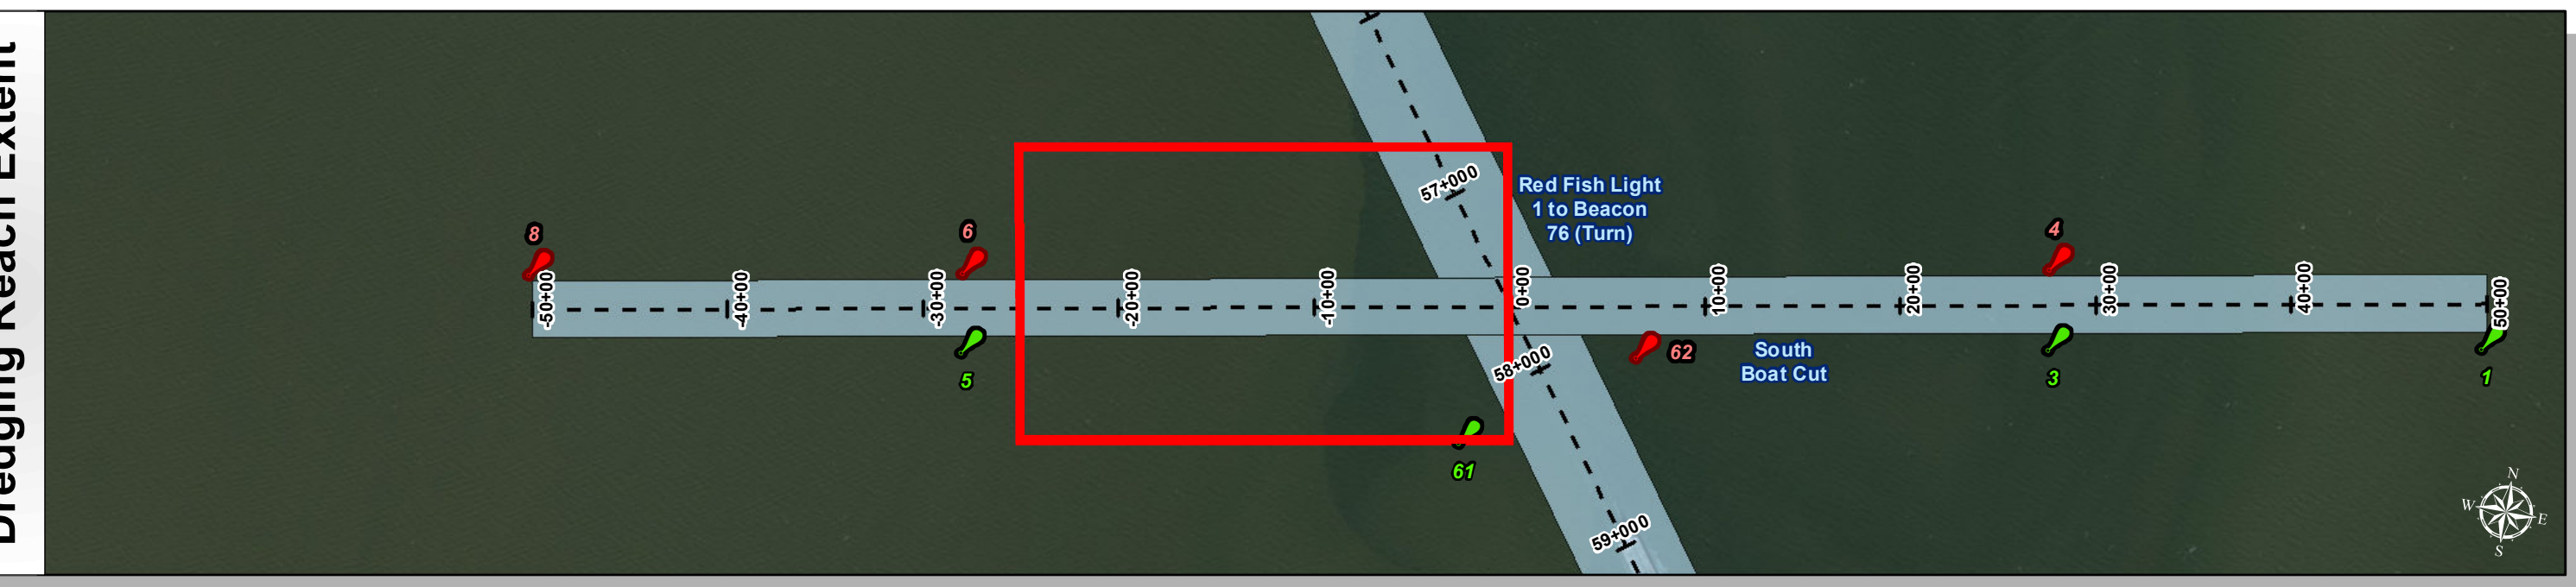 Dredging Reach Extent
57+000
Red Fish Light
1 to Beacon
76 (Turn)
8
6
4
-50+00
-40+00
-30+00
-20+00
-10+00
0+00
10+00
20+00
30+00
40+00
50+00
5
58+000
62
South
Boat Cut
3
1
61
59+000
N
W
E
S